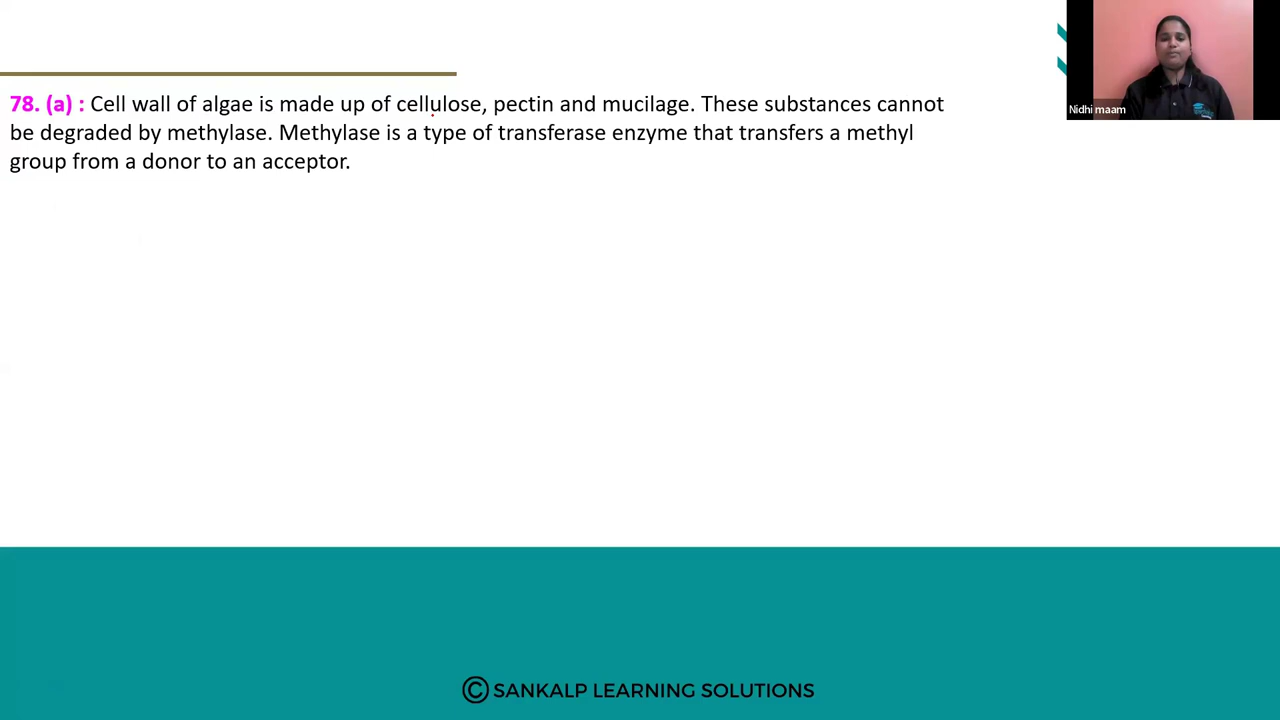 78. (a) : Cell wall of algae is made up of cellulose, pectin and mucilage. These substances cannot
be degraded by methylase. Methylase is a type of transferase enzyme that transfers a methyl
group from a donor to an acceptor.
Nidhi maam
© SANKALP LEARNING SOLUTIONS